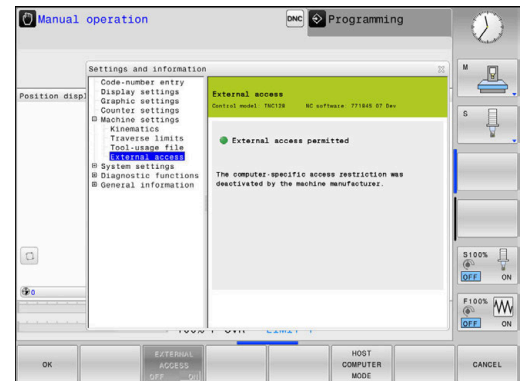 Manual operation
DNC
Programming
Settings and information
Position displ
Code-number entry
Display settings
Graphic settings
Counter settings
Machine settings
Kinematics
Traverse limits
Tool-usage file
External access
System settings
Diagnostic functions
General information
External access
Control model: TNC128 NC software: 771845 07 Dev
External access permitted
The computer-specific access restriction was
deactivated by the machine manufacturer.
M
S
S100%
OFF ON
F100%
OFF ON
0
OK
EXTERNAL
ACCESS
OFF ON
HOST
COMPUTER
MODE
CANCEL